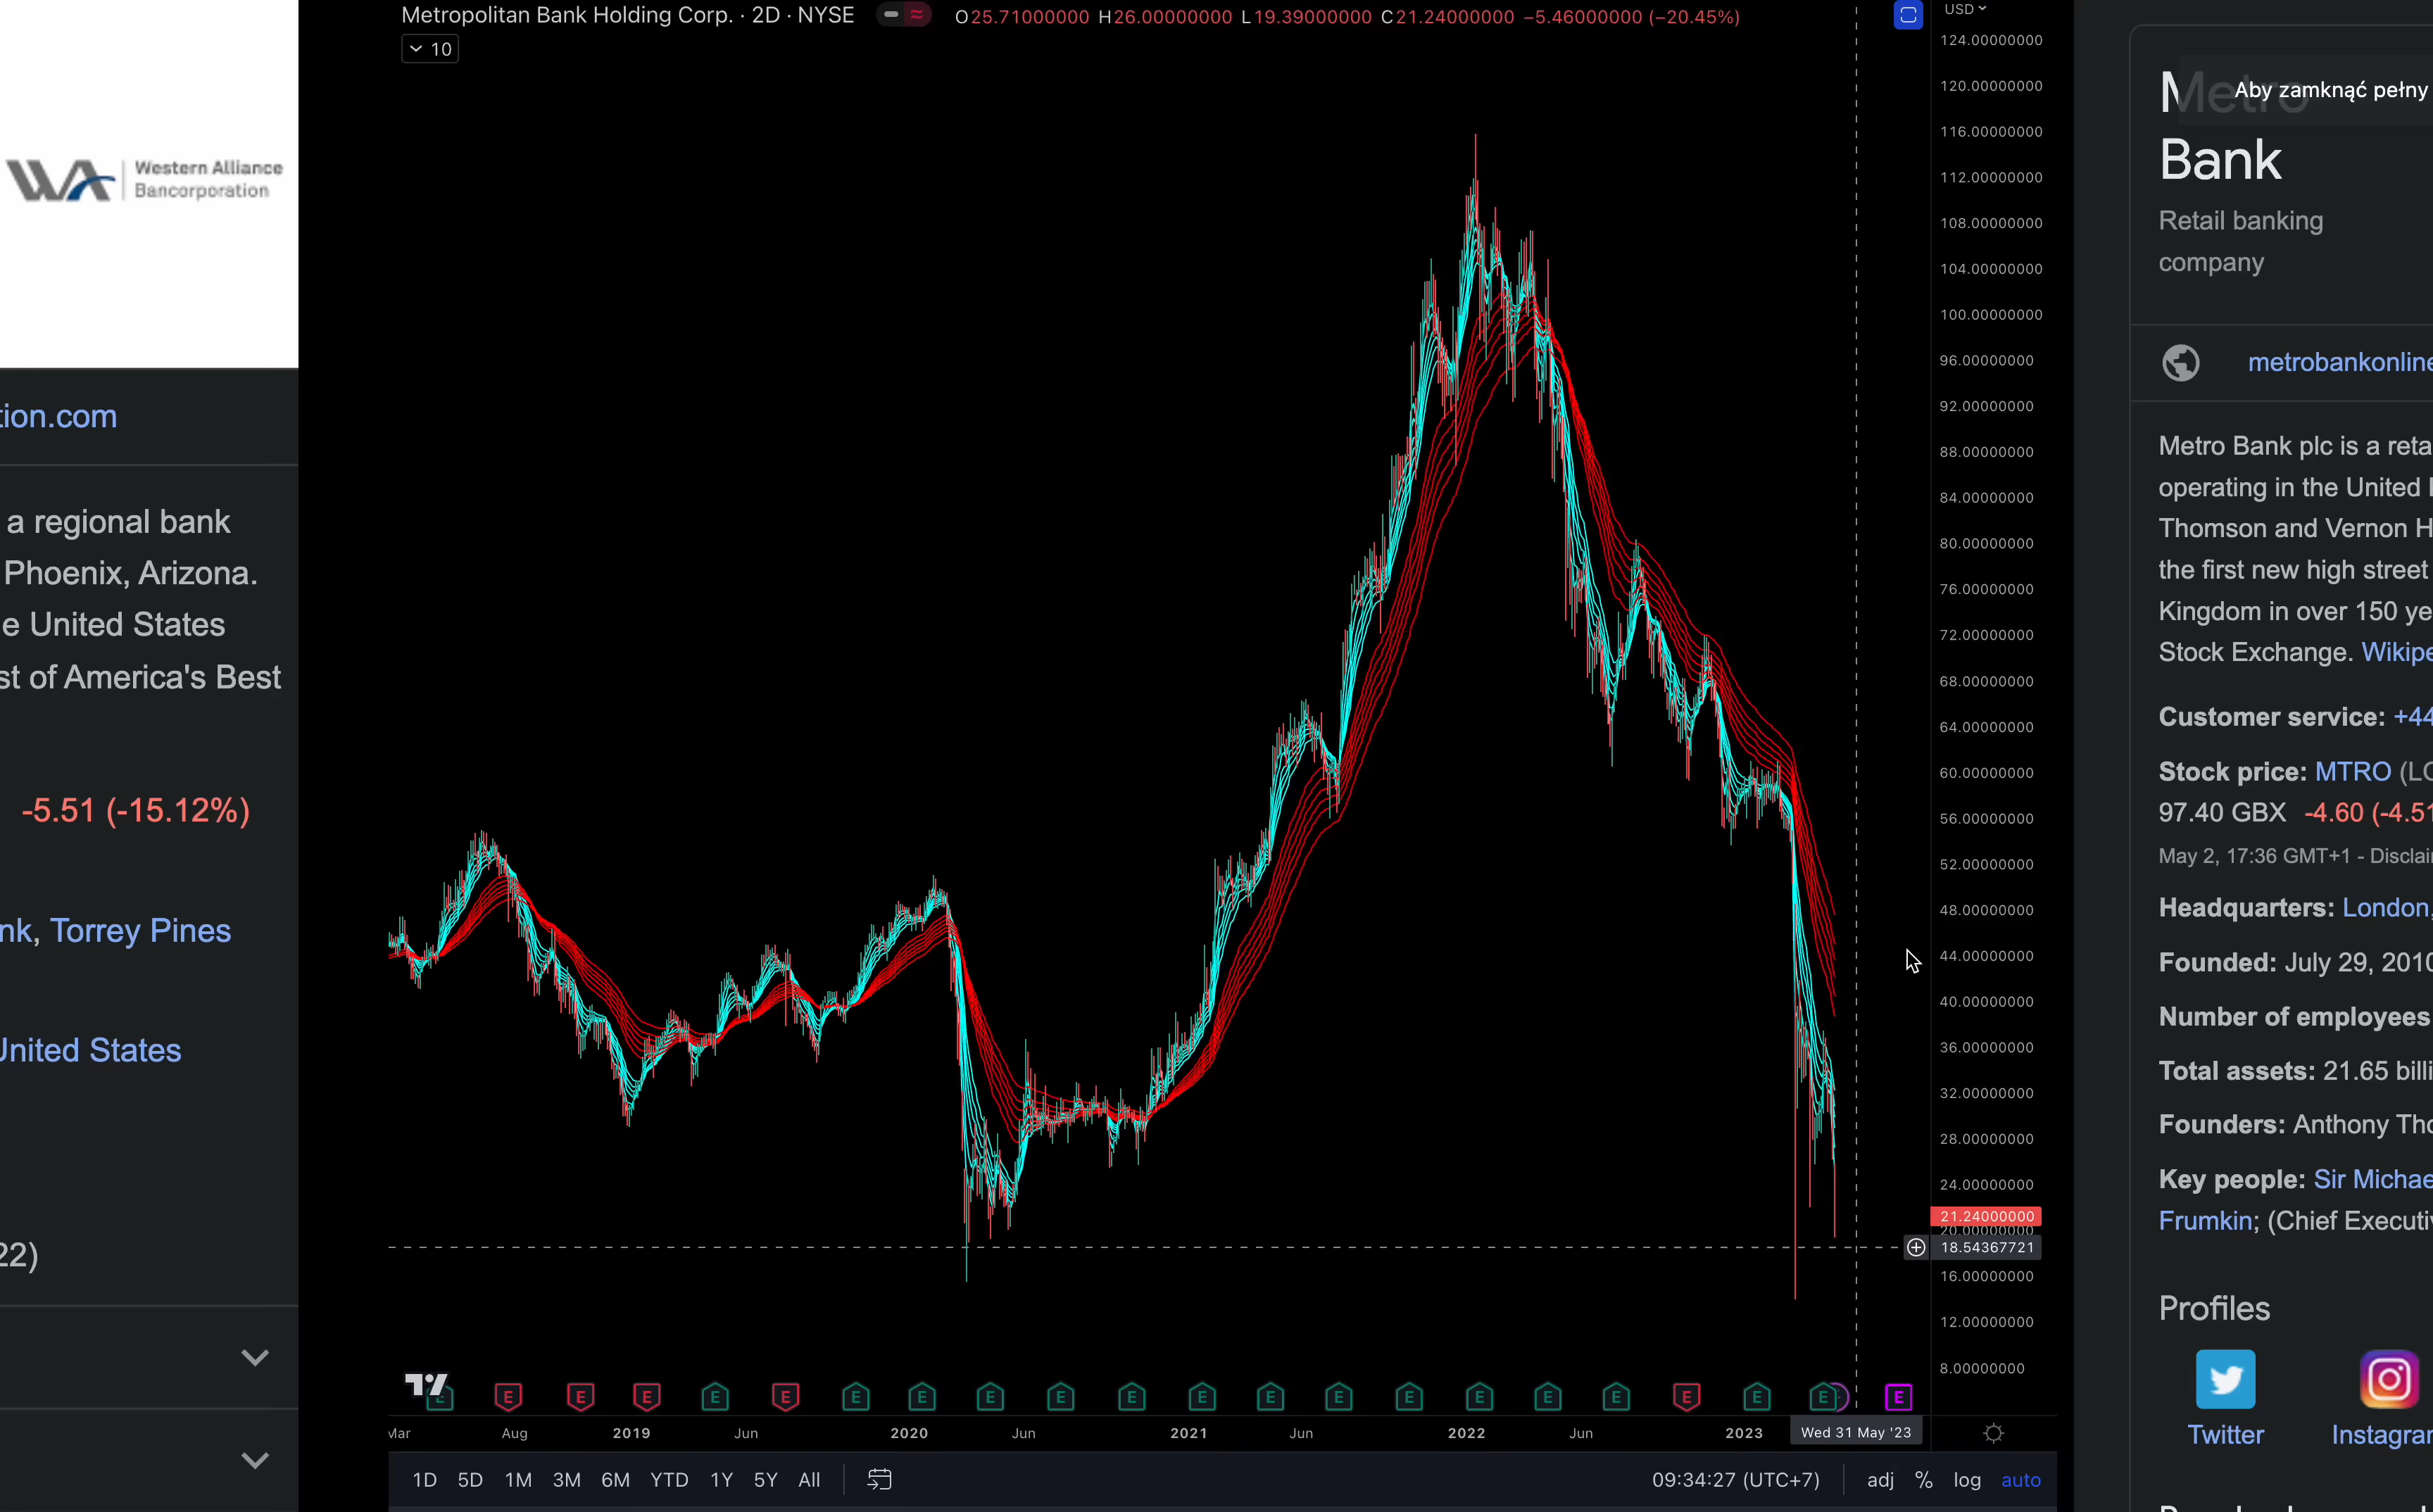 Western Alliance
Bancorporation
tion.com
a regional bank
Phoenix, Arizona.
e United States
st of America's Best
-5.51 (-15.12%)
nk, Torrey Pines
United States
22)
Metropolitan Bank Holding Corp. · 2D · NYSE
O25.71000000 H26.00000000 L19.39000000 C21.24000000 −5.46000000 (−20.45%)
10
USD
124.00000000
120.00000000
116.00000000
112.00000000
108.00000000
104.00000000
100.00000000
96.00000000
92.00000000
88.00000000
84.00000000
80.00000000
76.00000000
72.00000000
68.00000000
64.00000000
60.00000000
56.00000000
52.00000000
48.00000000
44.00000000
40.00000000
36.00000000
32.00000000
28.00000000
24.00000000
21.24000000
20.00000000
18.54367721
16.00000000
12.00000000
8.00000000
E E E E E E E E E E E E E E E E E E E E E E
Mar Aug 2019 Jun 2020 Jun 2021 Jun 2022 Jun 2023 Wed 31 May '23
1D 5D 1M 3M 6M YTD 1Y 5Y All
09:34:27 (UTC+7) adj % log auto
Metro
Aby zamknąć pełny
Bank
Retail banking
company
metrobankonline
Metro Bank plc is a reta
operating in the United
Thomson and Vernon H
the first new high street
Kingdom in over 150 ye
Stock Exchange. Wikipe
Customer service: +44
Stock price: MTRO (LO
97.40 GBX -4.60 (-4.51
May 2, 17:36 GMT+1 - Disclai
Headquarters: London,
Founded: July 29, 2010
Number of employees
Total assets: 21.65 billi
Founders: Anthony Tho
Key people: Sir Michae
Frumkin; (Chief Executiv
Profiles
Twitter Instagram